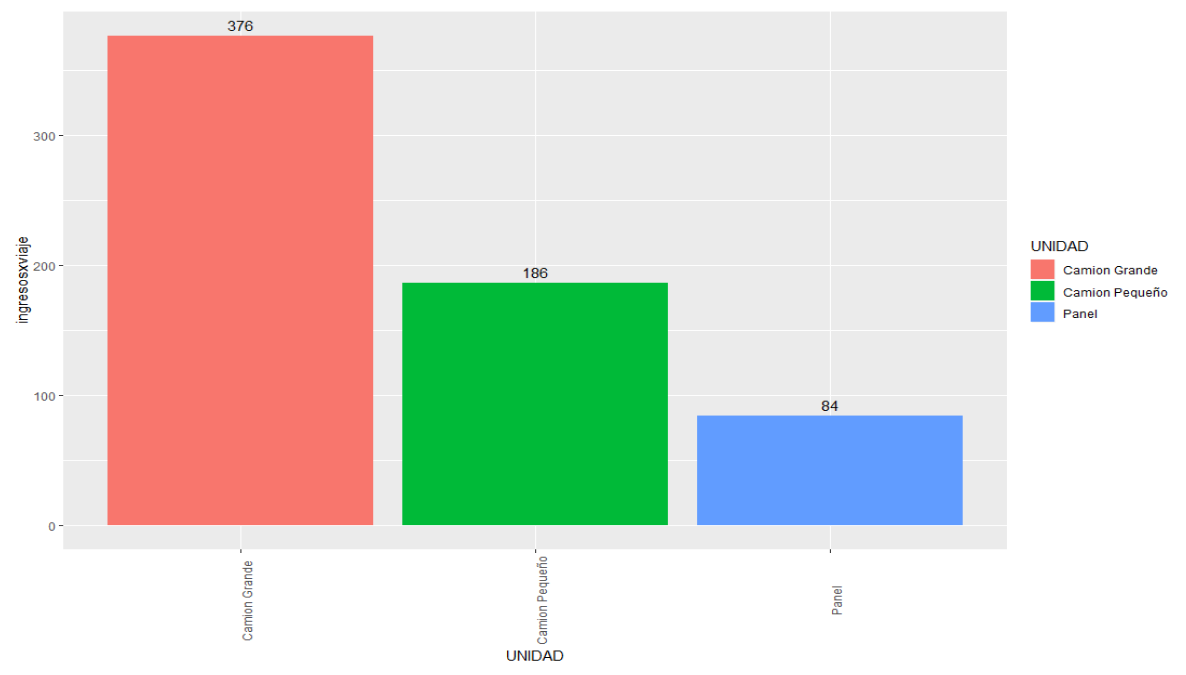 376
186
84
300
200
100
0
ingresosxviaje
Camion Grande
Camion Pequeño
Panel
UNIDAD
UNIDAD
Camion Grande
Camion Pequeño
Panel